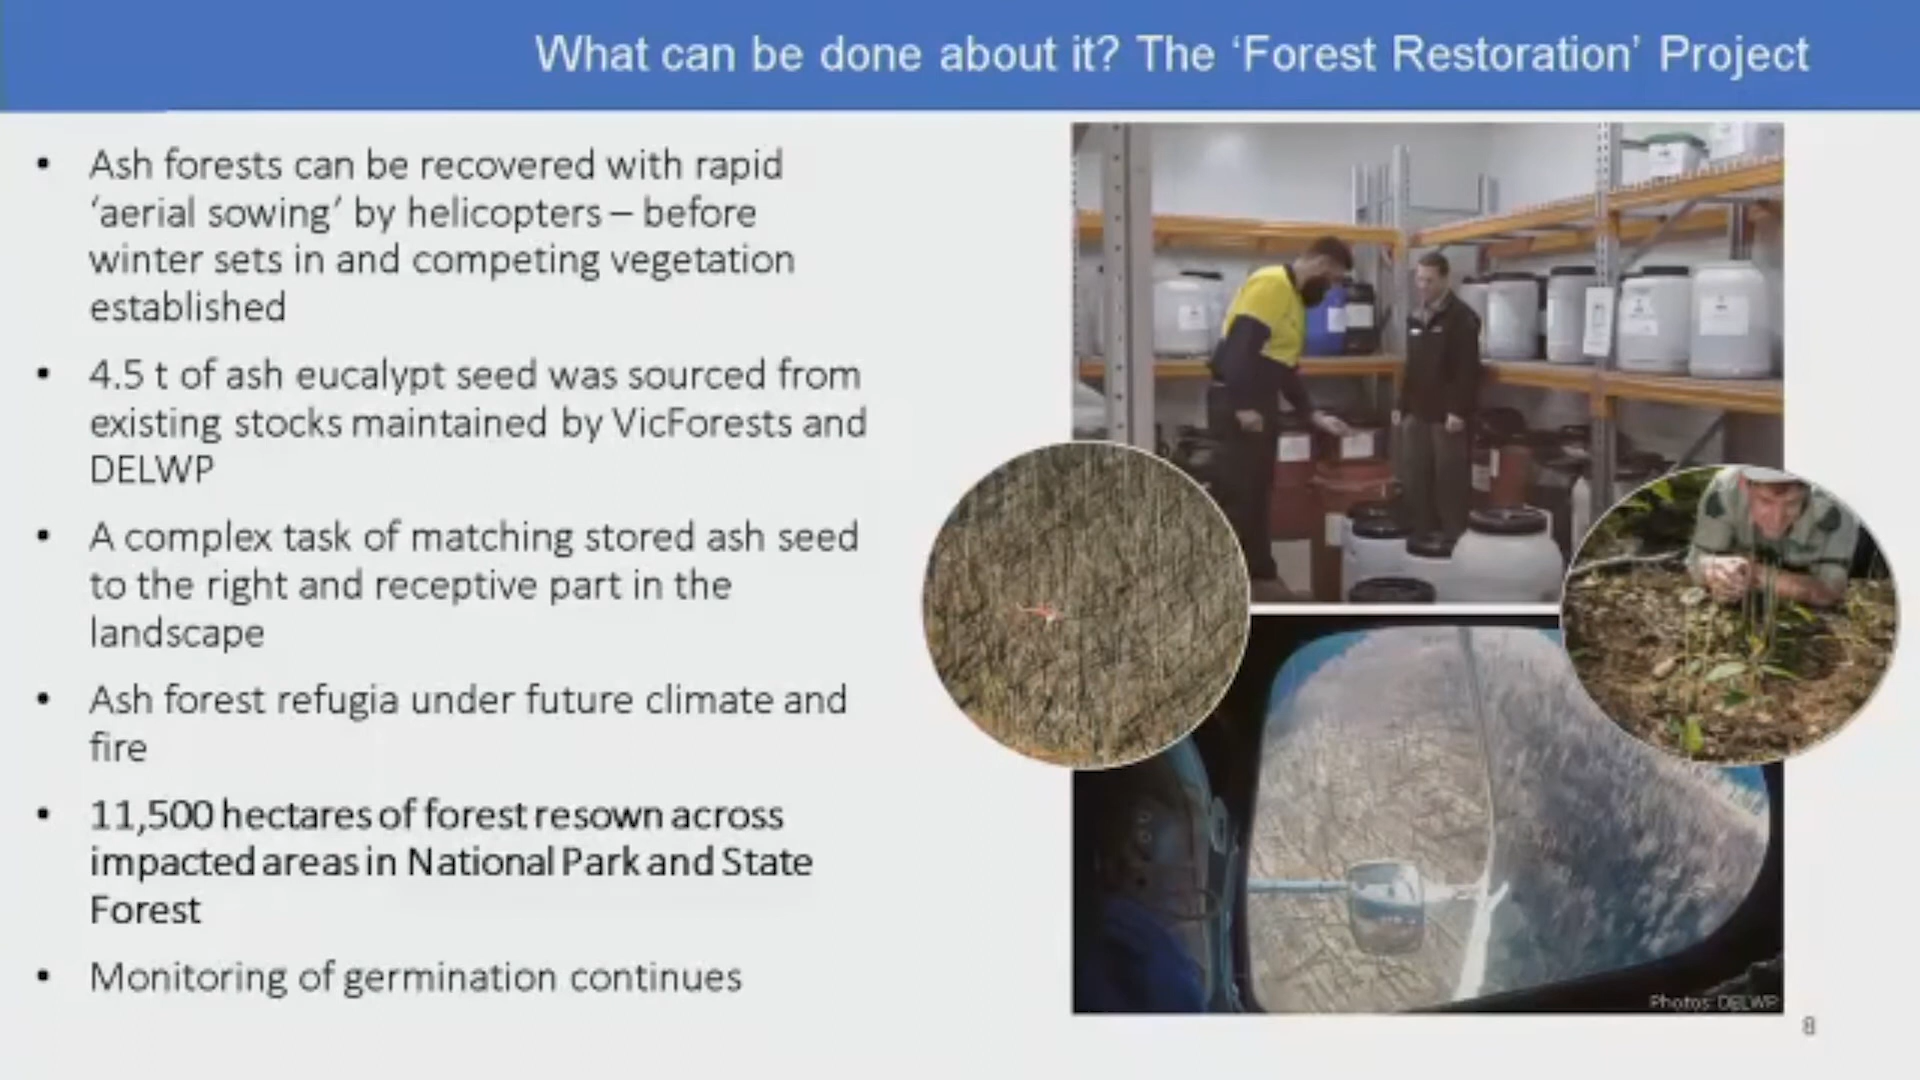 What can be done about it? The ‘Forest Restoration’ Project
• Ash forests can be recovered with rapid
‘aerial sowing’ by helicopters – before
winter sets in and competing vegetation
established
• 4.5 t of ash eucalypt seed was sourced from
existing stocks maintained by VicForests and
DELWP
• A complex task of matching stored ash seed
to the right and receptive part in the
landscape
• Ash forest refugia under future climate and
fire
• 11,500 hectares of forest resown across
impacted areas in National Park and State
Forest
• Monitoring of germination continues
Photos: DELWP
8